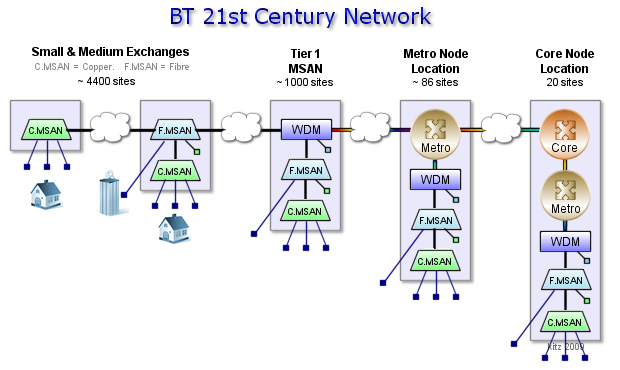 BT 21st Century Network
Small & Medium Exchanges
C.MSAN = Copper. F.MSAN = Fibre
~ 4400 sites
Tier 1
MSAN
~ 1000 sites
Metro Node
Location
~ 86 sites
Core Node
Location
20 sites
C.MSAN
F.MSAN
C.MSAN
WDM
F.MSAN
C.MSAN
Metro
WDM
F.MSAN
C.MSAN
Core
Metro
WDM
F.MSAN
C.MSAN
Kitz 2009